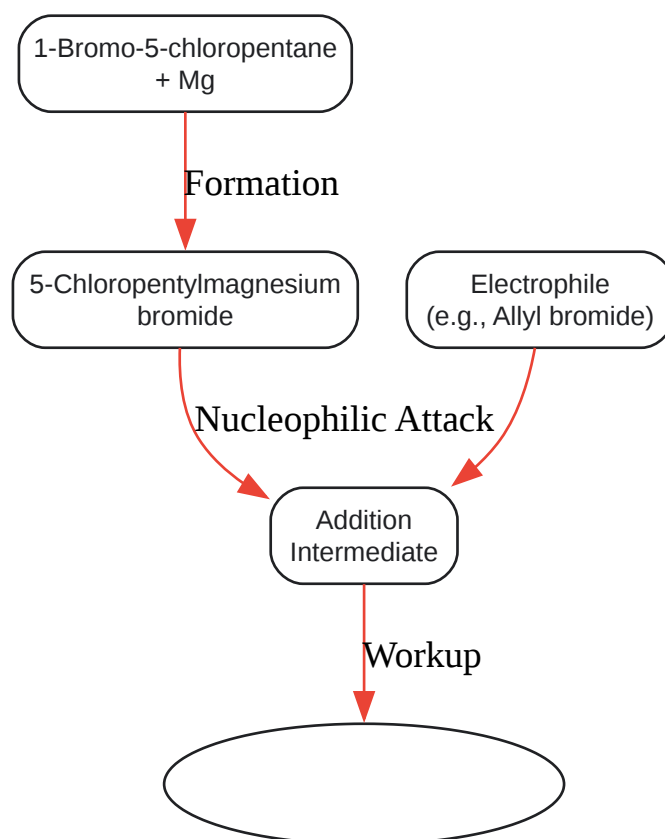 1-Bromo-5-chloropentane
+ Mg
Formation
5-Chloropentylmagnesium
bromide
Electrophile
(e.g., Allyl bromide)
Nucleophilic Attack
Addition
Intermediate
Workup